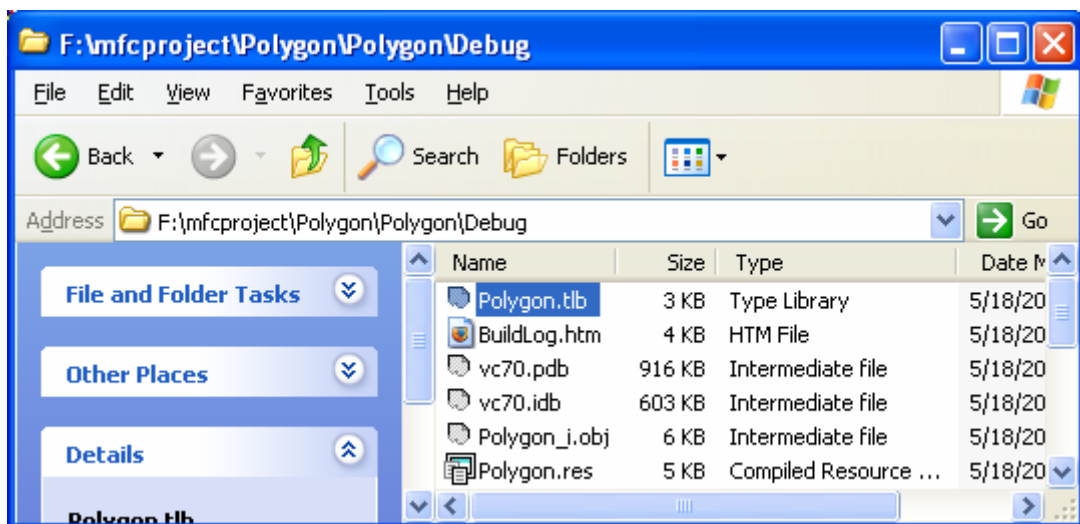 F:\mfcproject\Polygon\Polygon\Debug
File Edit View Favorites Tools Help
Back Search Folders
Address F:\mfcproject\Polygon\Polygon\Debug Go
Name Size Type Date M
File and Folder Tasks
Other Places
Details
Polygon.tlb
Polygon.tlb 3 KB Type Library 5/18/20
BuildLog.htm 4 KB HTM File 5/18/20
vc70.pdb 916 KB Intermediate file 5/18/20
vc70.idb 603 KB Intermediate file 5/18/20
Polygon_i.obj 6 KB Intermediate file 5/18/20
Polygon.res 5 KB Compiled Resource ... 5/18/20